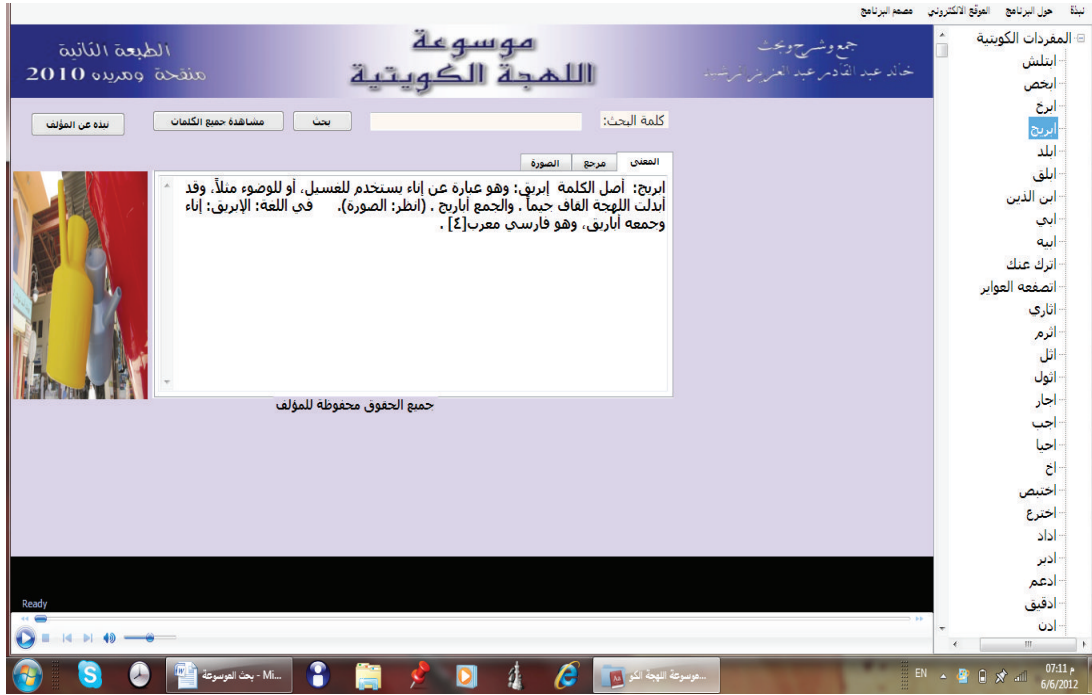 نبذة حول البرنامج الموقع الالكتروني مصمم البرنامج
جمع وشرح وبحث
خالد عبد القادر عبد العزيز الرشيد
موسوعة
اللهجة الكويتية
الطبعة الثانية
منقحة ومزيده 2010
المفردات الكويتية
ابتلش
ابخص
ابرخ
ابريج
ابلد
ابلق
ابن الذين
ابي
ابيه
اترك عنك
اتصفعه العواير
اثاري
اثرم
اثل
اثول
اجار
اجب
احيا
اخ
اختبص
اخترع
اداد
ادبر
ادعم
ادقيق
اذن
كلمة البحث:
بحث
مشاهدة جميع الكلمات
نبذه عن المؤلف
المعنى مرجع الصورة
ابريج: أصل الكلمة إبريق: وهو عبارة عن إناء يستخدم للغسيل، أو للوضوء مثلاً، وقد
أبدلت اللهجة القاف جيماً. والجمع أباريج . (انظر: الصورة). في اللغة: الإبريق: إناء
وجمعه أباريق، وهو فارسي معرب[٤] .
جميع الحقوق محفوظة للمؤلف
Ready
بحث الموسوعة - Mi...
موسوعة اللهجة الكو...
EN
07:11 م
6/6/2012